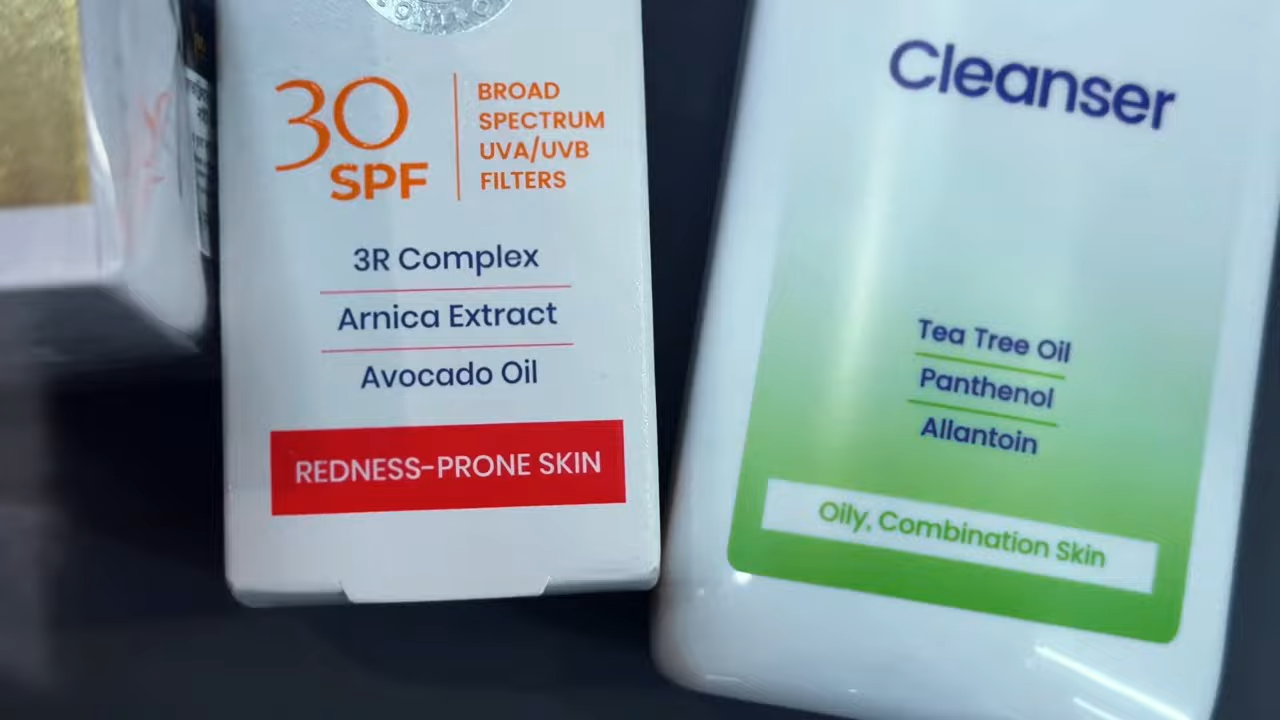 30
SPF
BROAD
SPECTRUM
UVA/UVB
FILTERS
3R Complex
Arnica Extract
Avocado Oil
REDNESS-PRONE SKIN
Cleanser
Tea Tree Oil
Panthenol
Allantoin
Oily, Combination Skin